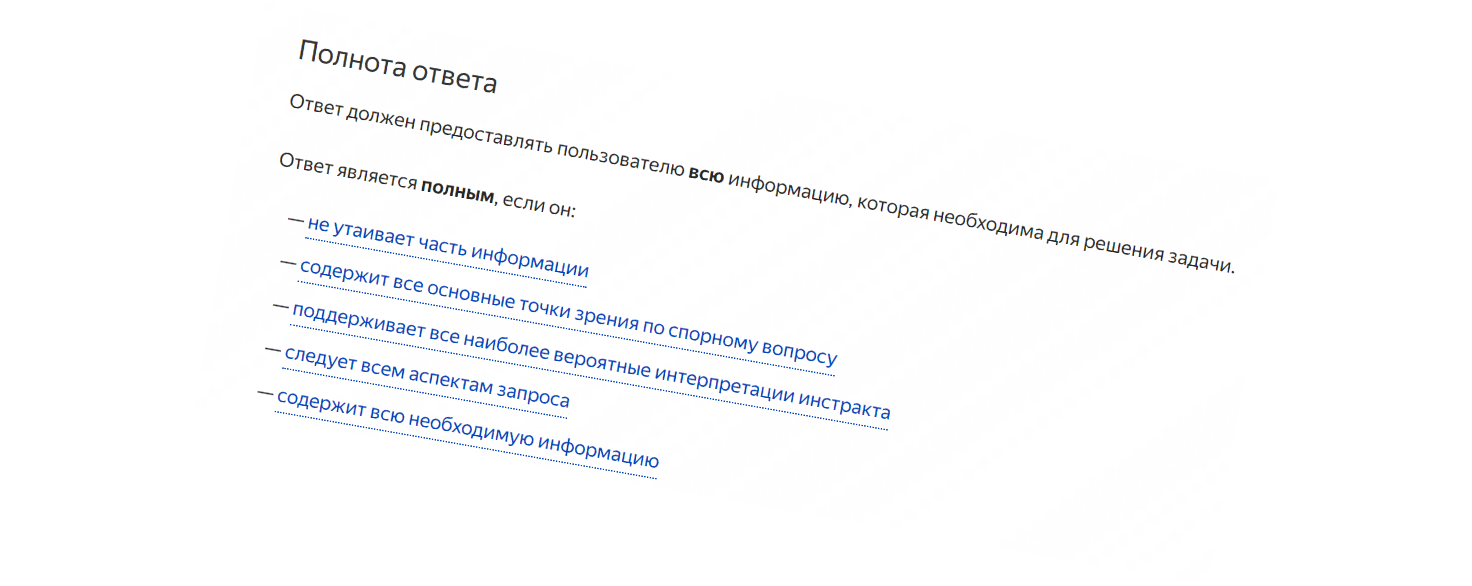 Полнота ответа
Ответ должен предоставлять пользователю всю информацию, которая необходима для решения задачи.
Ответ является полным, если он:
— не утаивает часть информации
— содержит все основные точки зрения по спорному вопросу
— поддерживает все наиболее вероятные интерпретации инстракта
— следует всем аспектам запроса
— содержит всю необходимую информацию